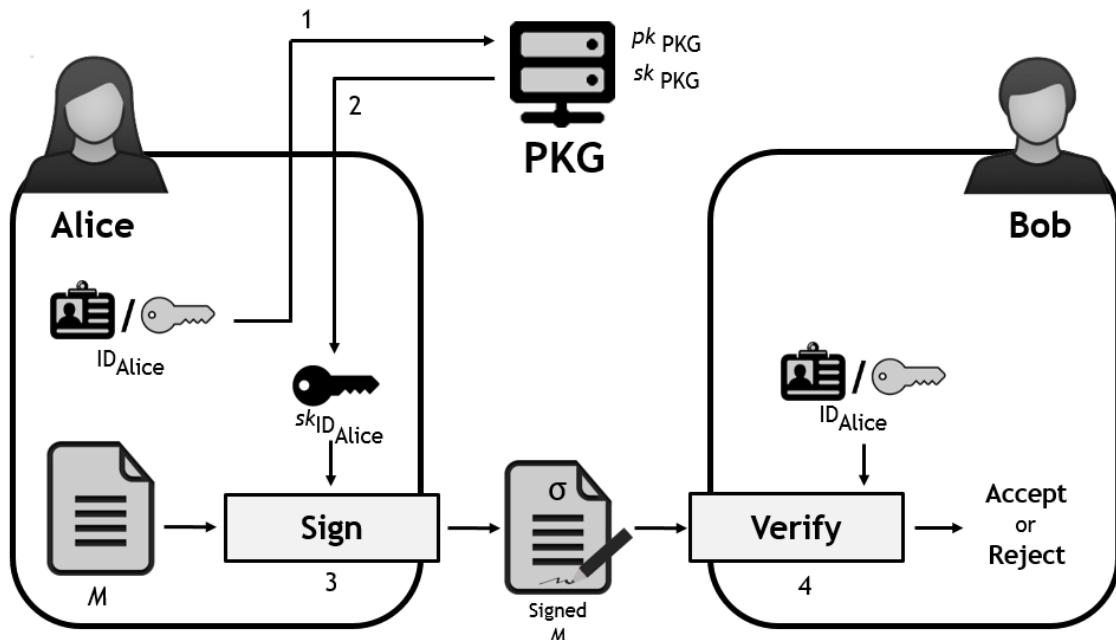 1
pk PKG
sk PKG
2
PKG
Alice
Bob
/
ID Alice
/
ID Alice
sk ID Alice
σ
Sign
Verify
Accept
or
Reject
M
3
Signed
M
4